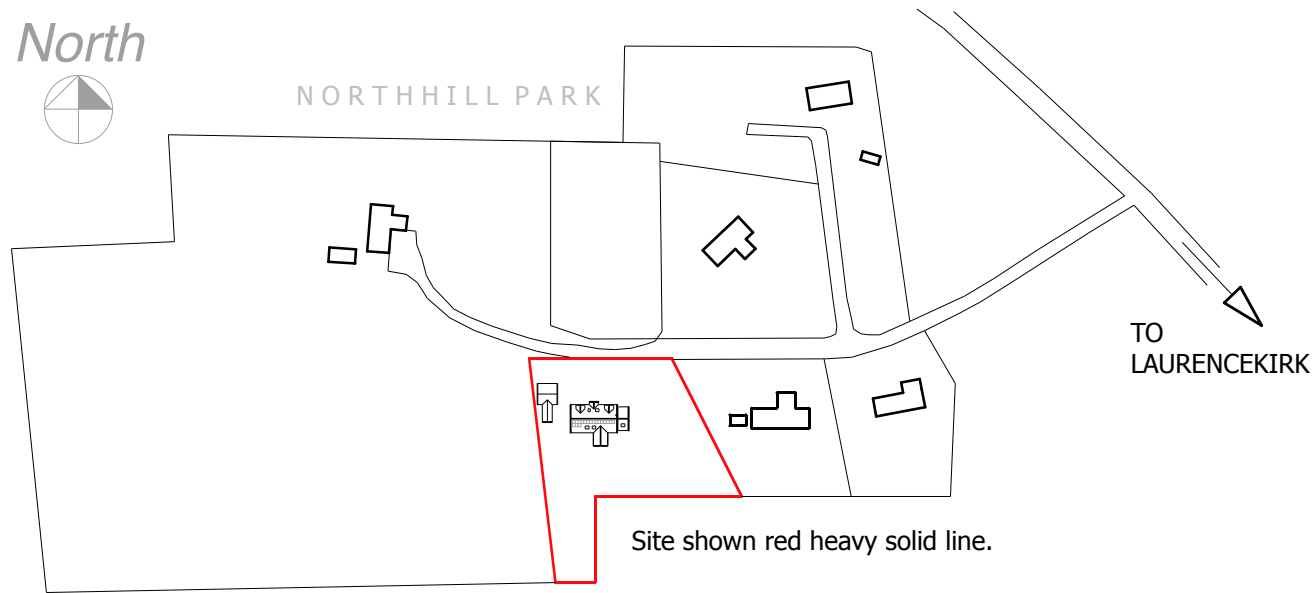 North
NORTHHILL PARK
TO
LAURENCEKIRK
Site shown red heavy solid line.